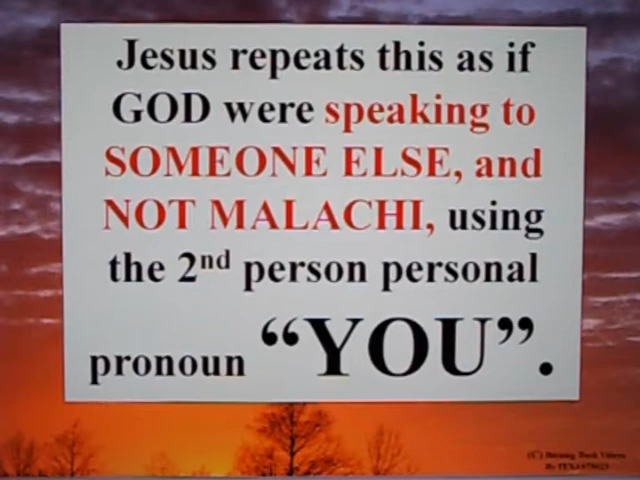 Jesus repeats this as if
GOD were speaking to
SOMEONE ELSE, and
NOT MALACHI, using
the 2nd person personal
pronoun “YOU”.